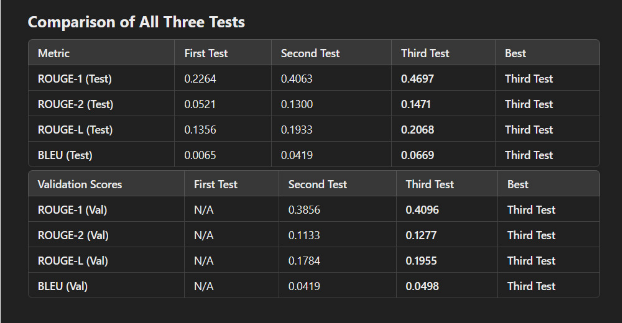 Comparison of All Three Tests
Metric First Test Second Test Third Test Best
ROUGE-1 (Test) 0.2264 0.4063 0.4697 Third Test
ROUGE-2 (Test) 0.0521 0.1300 0.1471 Third Test
ROUGE-L (Test) 0.1356 0.1933 0.2068 Third Test
BLEU (Test) 0.0065 0.0419 0.0669 Third Test
Validation Scores First Test Second Test Third Test Best
ROUGE-1 (Val) N/A 0.3856 0.4096 Third Test
ROUGE-2 (Val) N/A 0.1133 0.1277 Third Test
ROUGE-L (Val) N/A 0.1784 0.1955 Third Test
BLEU (Val) N/A 0.0419 0.0498 Third Test